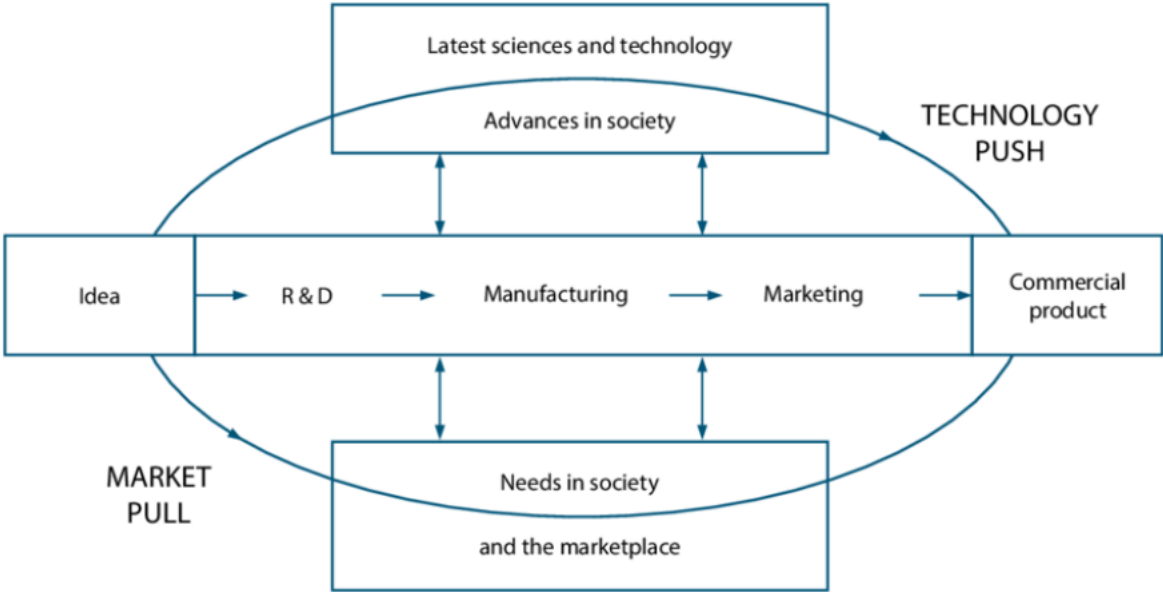 Latest sciences and technology
Advances in society
TECHNOLOGY
PUSH
Idea
R & D
Manufacturing
Marketing
Commercial
product
MARKET
PULL
Needs in society
and the marketplace